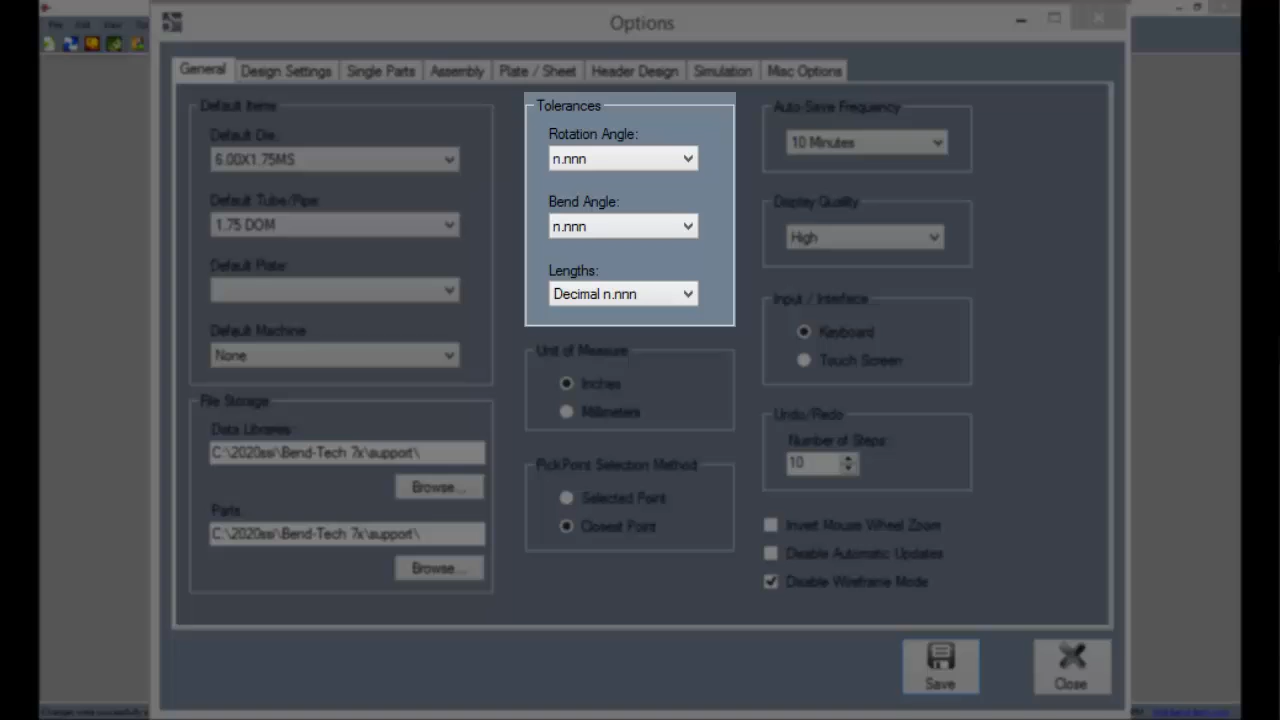 Options
General
Design Settings
Single Parts
Assembly
Plate / Sheet
Header Design
Simulation
Misc Options
Default Items
Default Die:
6.00X1.75MS
Default Tube/Pipe:
1.75 DOM
Default Plate:
Default Machine
None
File Storage
Data Libraries:
C:\2020ssi\Bend-Tech 7x\support\
Browse...
Parts:
C:\2020ssi\Bend-Tech 7x\support\
Browse...
Tolerances
Rotation Angle:
n.nnn
Bend Angle:
n.nnn
Lengths:
Decimal n.nnn
Unit of Measure
Inches
Millimeters
PickPoint Selection Method
Selected Point
Closest Point
Auto-Save Frequency
10 Minutes
Display Quality
High
Input / Interface
Keyboard
Touch Screen
Undo/Redo
Number of Steps:
10
Invert Mouse Wheel Zoom
Disable Automatic Updates
Disable Wireframe Mode
Save
Close